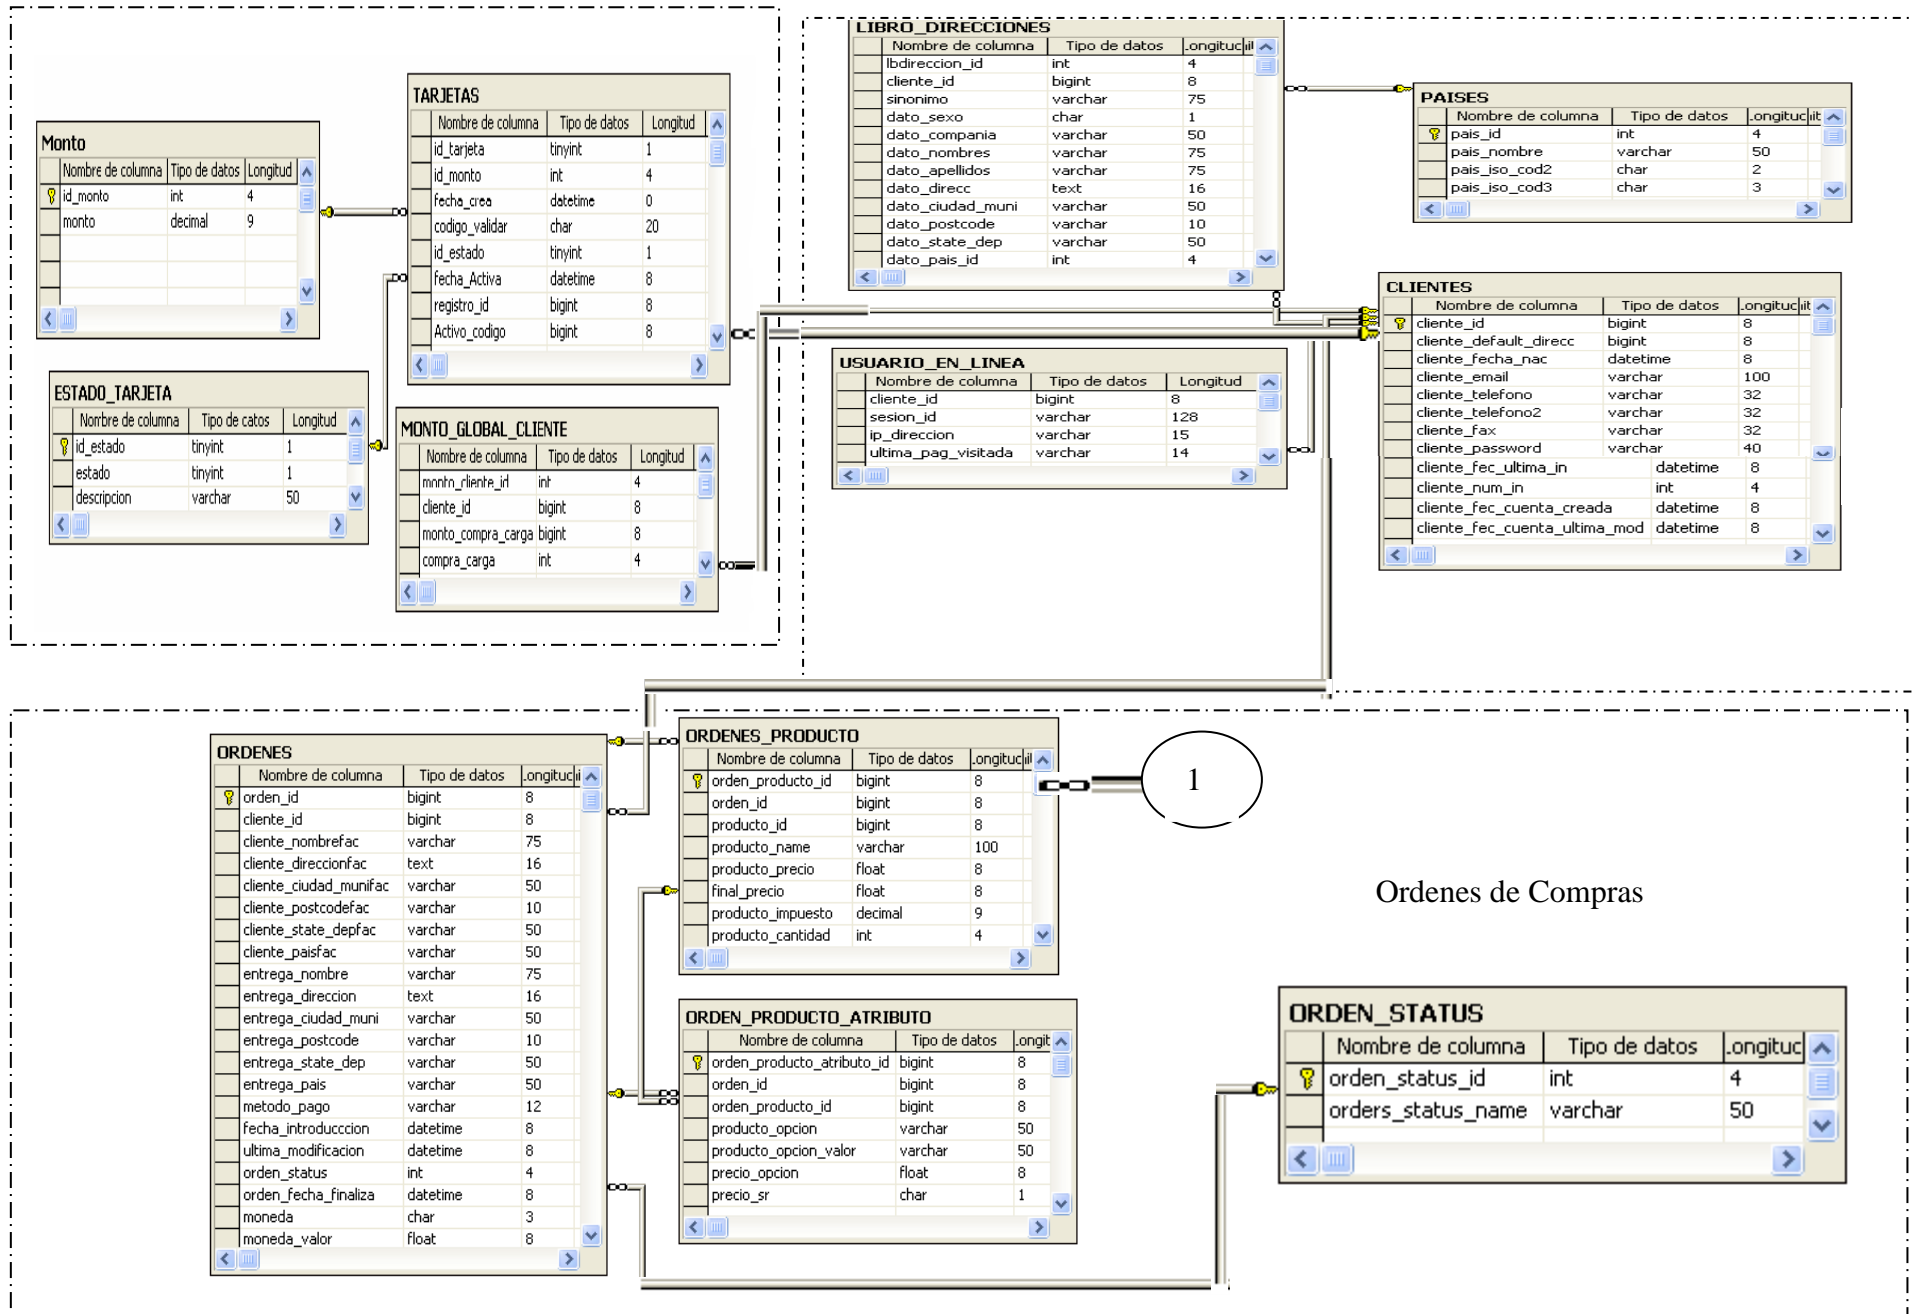 Monto
Nombre de columna Tipo de datos Longitud
id_monto int 4
monto decimal 9
TARJETAS
Nombre de columna Tipo de datos Longitud
id_tarjeta tinyint 1
id_monto int 4
fecha_crea datetime 0
codigo_validar char 20
id_estado tinyint 1
fecha_Activa datetime 8
registro_id bigint 8
Activo_codigo bigint 8
ESTADO_TARJETA
Nombre de columna Tipo de catos Longitud
id_estado tinyint 1
estado tinyint 1
descripcion varchar 50
MONTO_GLOBAL_CLIENTE
Nombre de columna Tipo de datos Longitud
monto_cliente_id int 4
cliente_id bigint 8
monto_compra_carga bigint 8
compra_carga int 4
LIBRO_DIRECCIONES
Nombre de columna Tipo de datos .ongituc
lbdireccion_id int 4
cliente_id bigint 8
sinonimo varchar 75
dato_sexo char 1
dato_compania varchar 50
dato_nombres varchar 75
dato_apellidos varchar 75
dato_direcc text 16
dato_ciudad_muni varchar 50
dato_postcode varchar 10
dato_state_dep varchar 50
dato_pais_id int 4
PAISES
Nombre de columna Tipo de datos .ongituc
pais_id int 4
pais_nombre varchar 50
pais_iso_cod2 char 2
pais_iso_cod3 char 3
USUARIO_EN_LINEA
Nombre de columna Tipo de datos Longitud
cliente_id bigint 8
sesion_id varchar 128
ip_direccion varchar 15
ultima_pag_visitada varchar 14
CLIENTES
Nombre de columna Tipo de datos .ongituc
cliente_id bigint 8
cliente_default_direcc bigint 8
cliente_fecha_nac datetime 8
cliente_email varchar 100
cliente_telefono varchar 32
cliente_telefono2 varchar 32
cliente_fax varchar 32
cliente_password varchar 40
cliente_fec_ultima_in datetime 8
cliente_num_in int 4
cliente_fec_cuenta_creada datetime 8
cliente_fec_cuenta_ultima_mod datetime 8
ORDENES
Nombre de columna Tipo de datos .ongituc
orden_id bigint 8
cliente_id bigint 8
cliente_nombrefac varchar 75
cliente_direccionfac text 16
cliente_ciudad_munifac varchar 50
cliente_postcodefac varchar 10
cliente_state_depfac varchar 50
cliente_paisfac varchar 50
entrega_nombre varchar 75
entrega_direccion text 16
entrega_ciudad_muni varchar 50
entrega_postcode varchar 10
entrega_state_dep varchar 50
entrega_pais varchar 50
metodo_pago varchar 12
fecha_introducccion datetime 8
ultima_modificacion datetime 8
orden_status int 4
orden_fecha_finaliza datetime 8
moneda char 3
moneda_valor float 8
ORDENES_PRODUCTO
Nombre de columna Tipo de datos .ongituc
orden_producto_id bigint 8
orden_id bigint 8
producto_id bigint 8
producto_name varchar 100
producto_precio float 8
final_precio float 8
producto_impuesto decimal 9
producto_cantidad int 4
1
Ordenes de Compras
ORDEN_PRODUCTO_ATRIBUTO
Nombre de columna Tipo de datos .ongit
orden_producto_atributo_id bigint 8
orden_id bigint 8
orden_producto_id bigint 8
producto_opcion varchar 50
producto_opcion_valor varchar 50
precio_opcion float 8
precio_sr char 1
ORDEN_STATUS
Nombre de columna Tipo de datos .ongituc
orden_status_id int 4
orders_status_name varchar 50